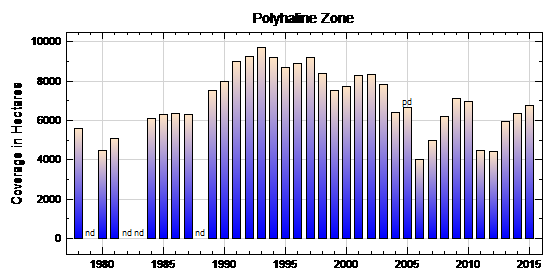 Polyhaline Zone
Coverage in Hectares
10000
8000
6000
4000
2000
0
pd
nd
nd nd
nd
1980 1985 1990 1995 2000 2005 2010 2015